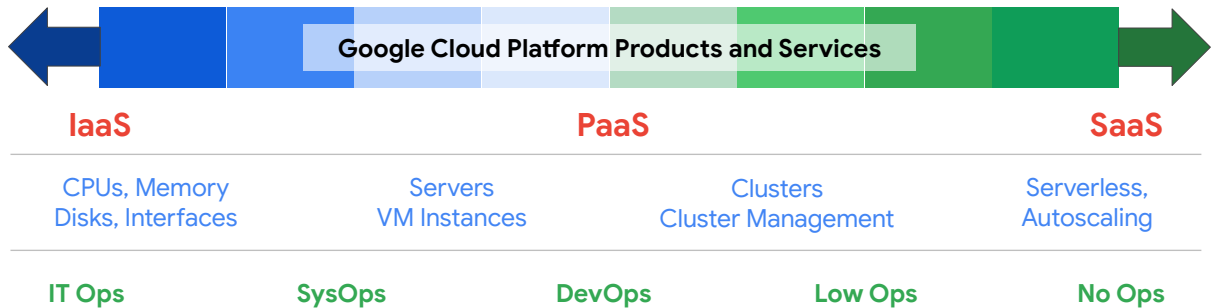 Google Cloud Platform Products and Services
IaaS PaaS SaaS
CPUs, Memory Servers Clusters Serverless,
Disks, Interfaces VM Instances Cluster Management Autoscaling
IT Ops SysOps DevOps Low Ops No Ops